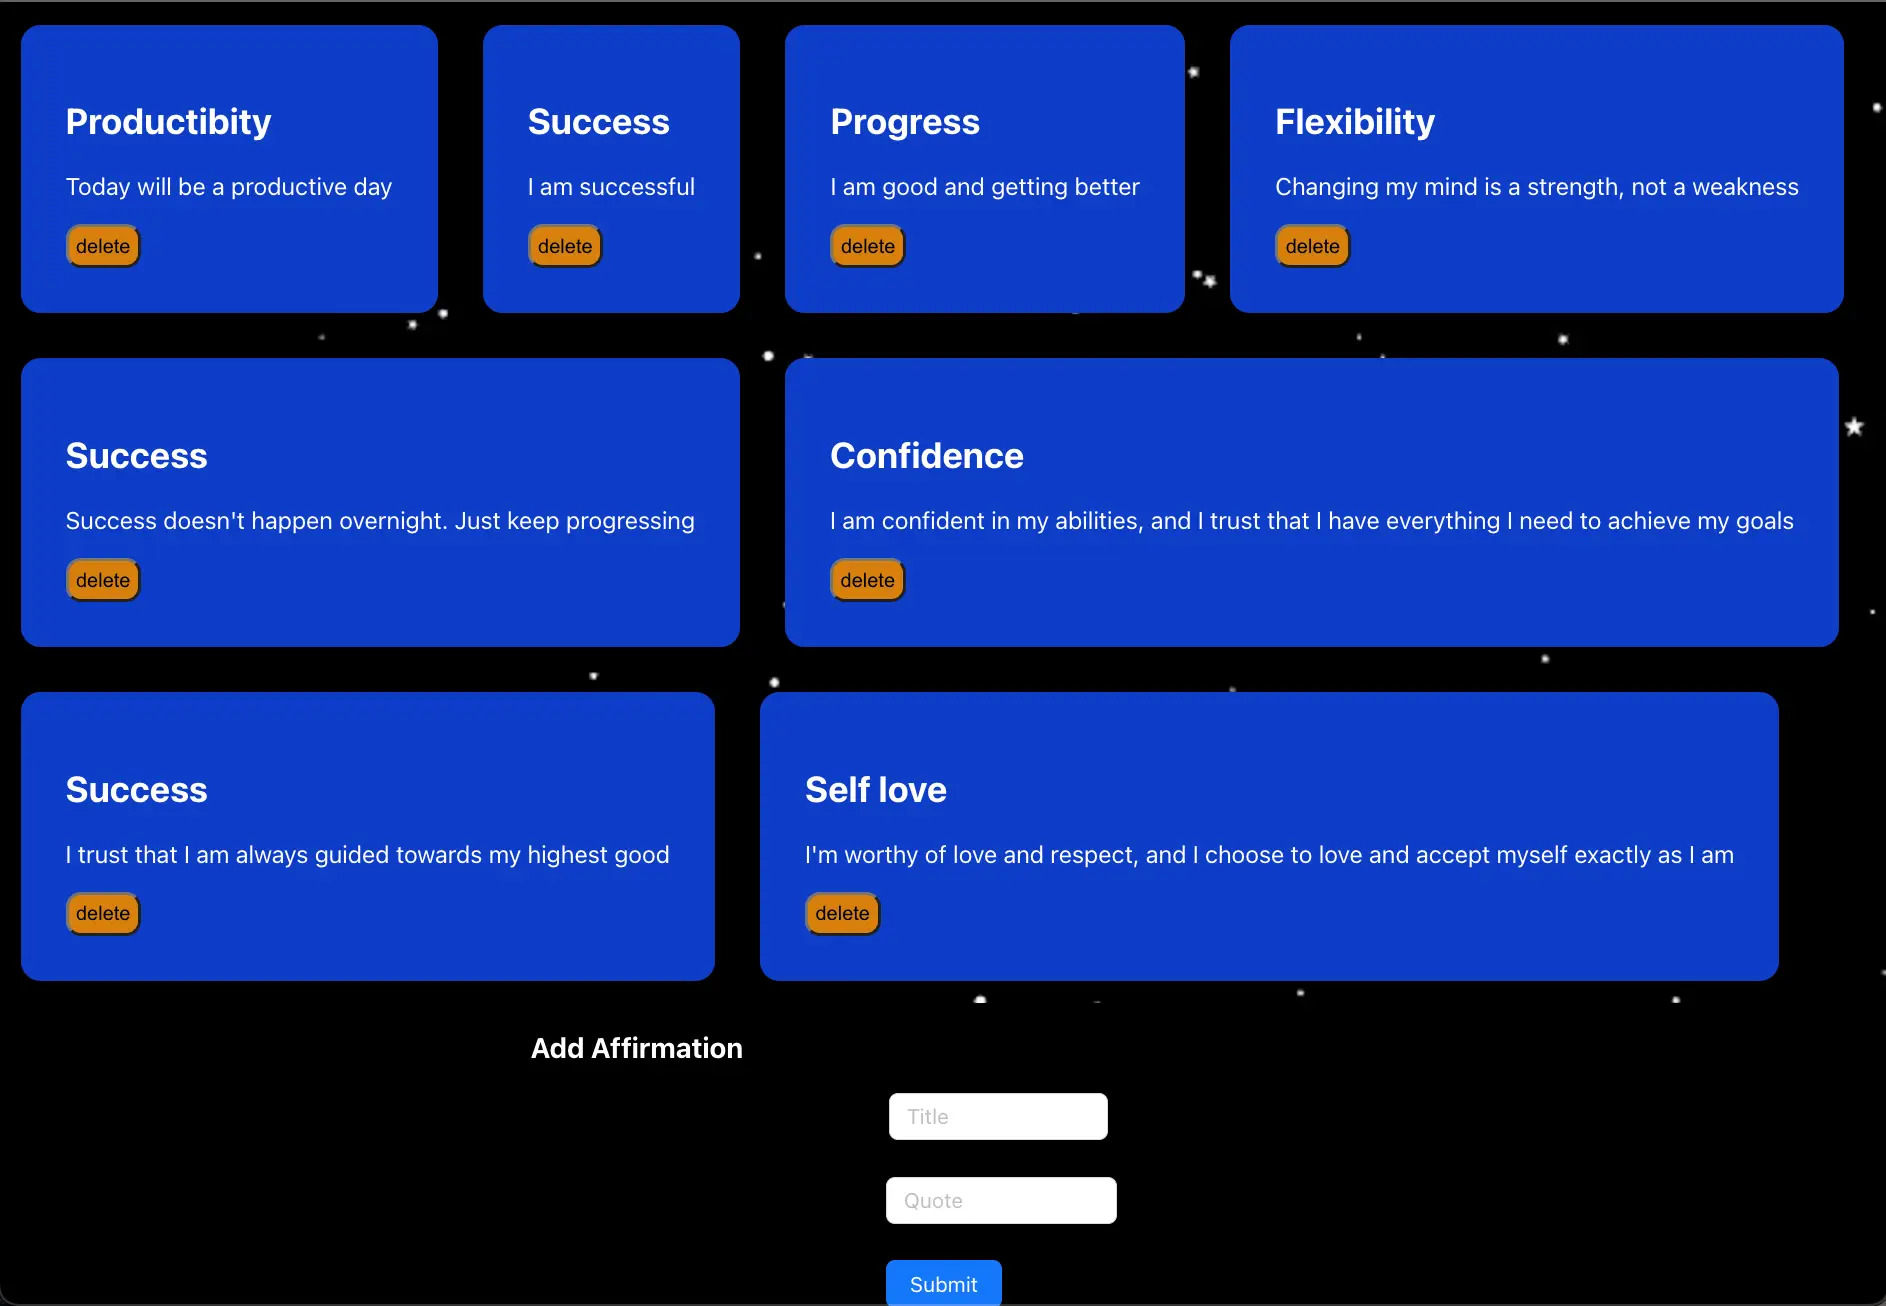 Productibity
Today will be a productive day
delete
Success
I am successful
delete
Progress
I am good and getting better
delete
Flexibility
Changing my mind is a strength, not a weakness
delete
Success
Success doesn't happen overnight. Just keep progressing
delete
Confidence
I am confident in my abilities, and I trust that I have everything I need to achieve my goals
delete
Success
I trust that I am always guided towards my highest good
delete
Self love
I'm worthy of love and respect, and I choose to love and accept myself exactly as I am
delete
Add Affirmation
Title
Quote
Submit